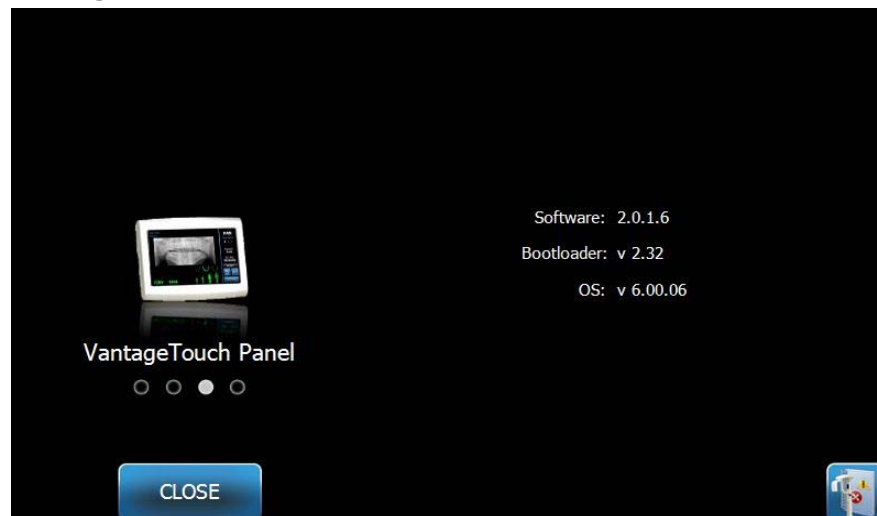 Software: 2.0.1.6
Bootloader: v 2.32
OS: v 6.00.06
VantageTouch Panel
CLOSE